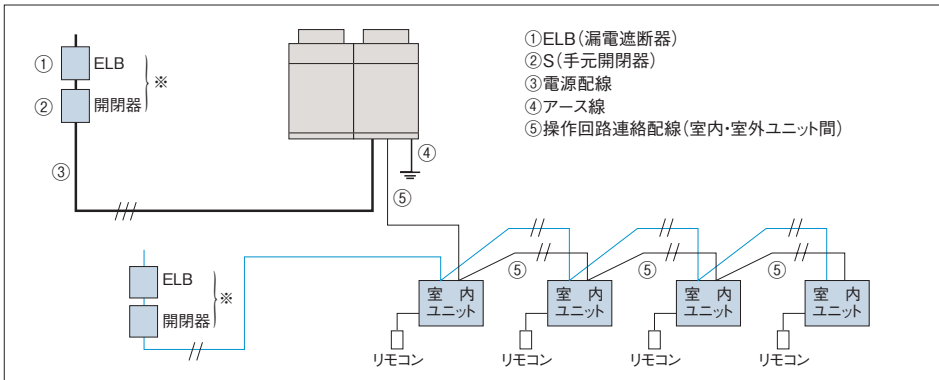 ①ELB(漏電遮断器)
②S(手元開閉器)
③電源配線
④アース線
⑤操作回路連絡配線(室内・室外ユニット間)
① ELB
② 開閉器
※
③
④
⑤
ELB
開閉器
※
⑤ ⑤ ⑤
室 内 室 内 室 内 室 内
ユニット ユニット ユニット ユニット
リモコン リモコン リモコン リモコン